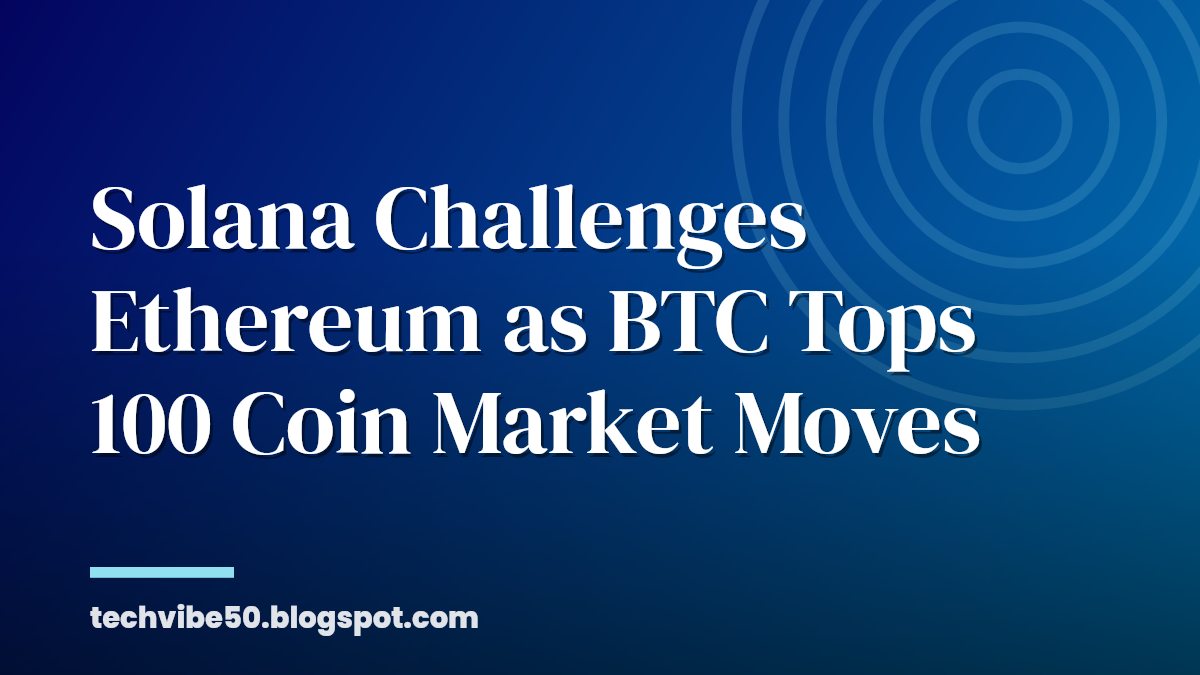 Solana Challenges
Ethereum as BTC Tops
100 Coin Market Moves
techvibe50.blogspot.com